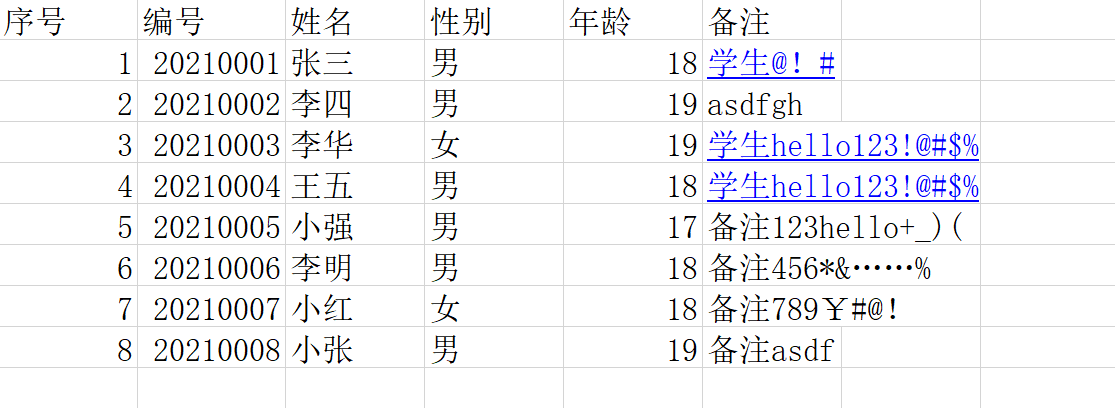 序号 编号 姓名 性别 年龄 备注
1 20210001 张三 男 18 学生@！#
2 20210002 李四 男 19 asdfgh
3 20210003 李华 女 19 学生hello123!@#$%
4 20210004 王五 男 18 学生hello123!@#$%
5 20210005 小强 男 17 备注123hello+_)(
6 20210006 李明 男 18 备注456*&……%
7 20210007 小红 女 18 备注789￥#@!
8 20210008 小张 男 19 备注asdf